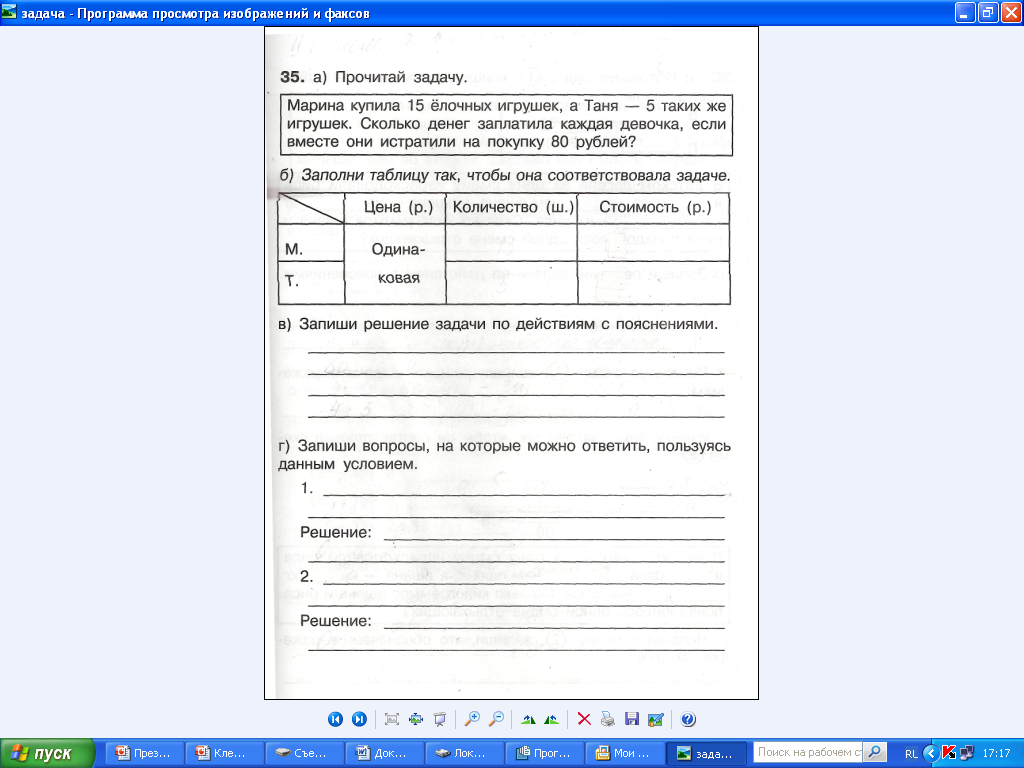 задача - Программа просмотра изображений и факсов
35. а) Прочитай задачу.
Марина купила 15 ёлочных игрушек, а Таня — 5 таких же
игрушек. Сколько денег заплатила каждая девочка, если
вместе они истратили на покупку 80 рублей?
б) Заполни таблицу так, чтобы она соответствовала задаче.
Цена (р.) Количество (ш.) Стоимость (р.)
М. Одина-
Т. ковая
в) Запиши решение задачи по действиям с пояснениями.
г) Запиши вопросы, на которые можно ответить, пользуясь
данным условием.
1.
Решение:
2.
Решение:
пуск През... Кле... Съе... Док... Лок... Прог... Мои ... зада... Поиск на рабочем ст RL 17:17